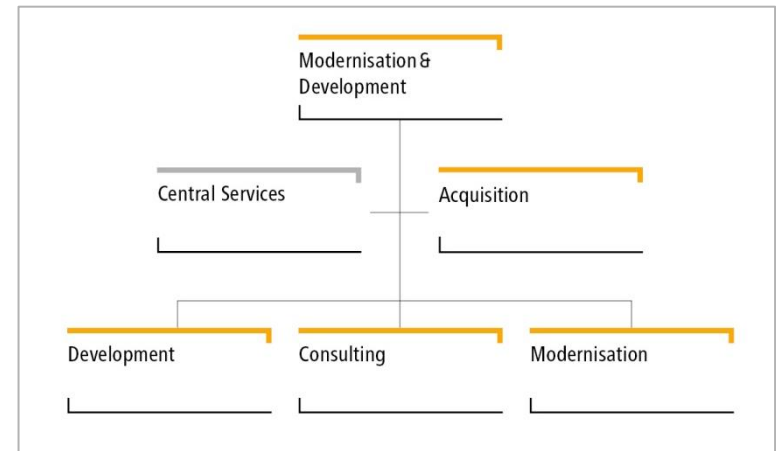 Modernisation &
Development
Central Services
Acquisition
Development
Consulting
Modernisation